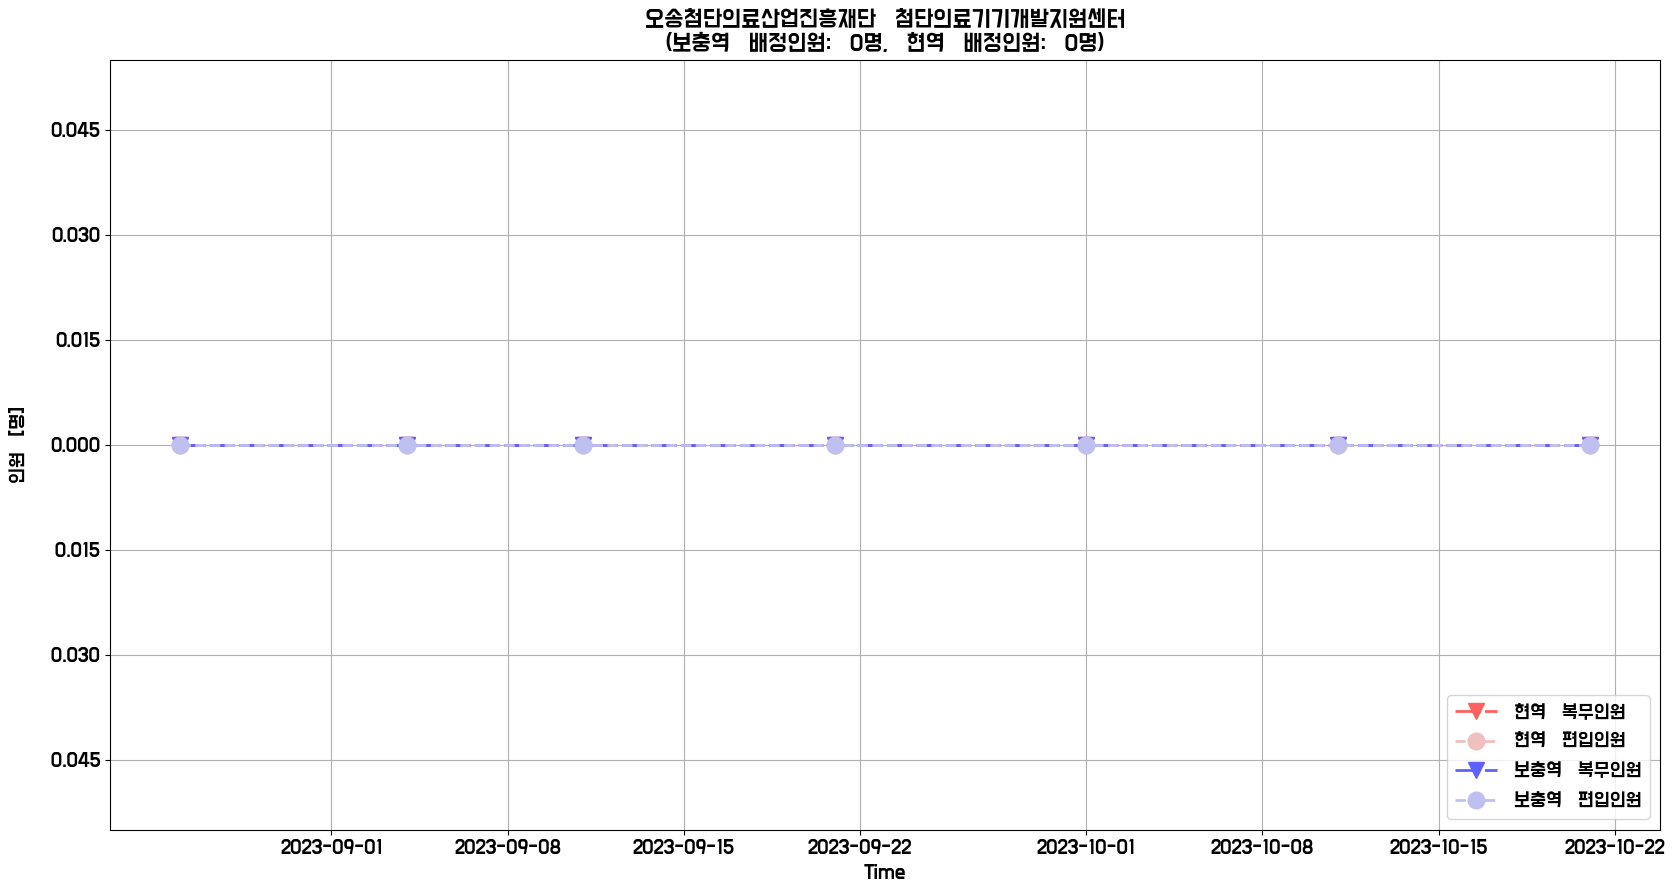 오송첨단의료산업진흥재단 첨단의료기기개발지원센터
(보충역 배정인원: 0명, 현역 배정인원: 0명)
0.045
0.030
0.015
0.000
0.015
0.030
0.045
인원 [명]
현역 복무인원
현역 편입인원
보충역 복무인원
보충역 편입인원
2023-09-01 2023-09-08 2023-09-15 2023-09-22 2023-10-01 2023-10-08 2023-10-15 2023-10-22
Time